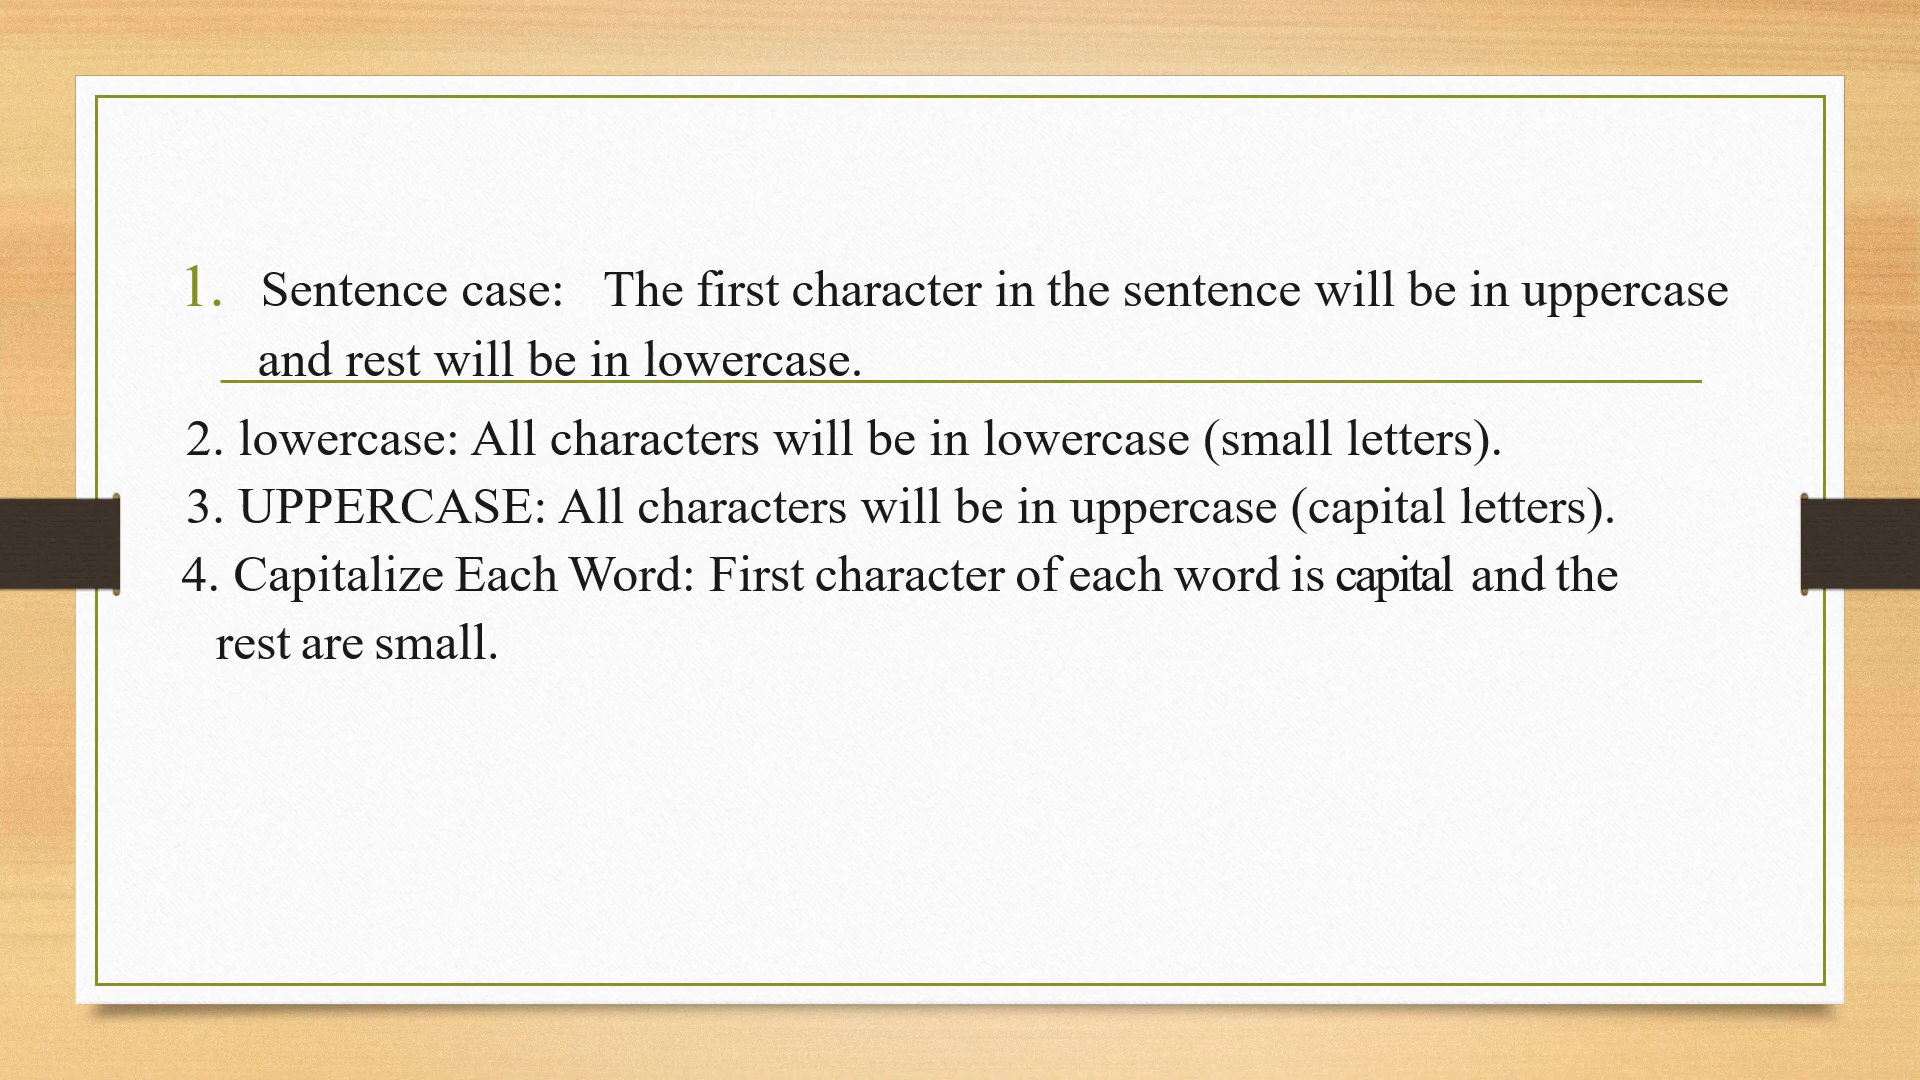 1. Sentence case: The first character in the sentence will be in uppercase
and rest will be in lowercase.
2. lowercase: All characters will be in lowercase (small letters).
3. UPPERCASE: All characters will be in uppercase (capital letters).
4. Capitalize Each Word: First character of each word is capital and the
rest are small.